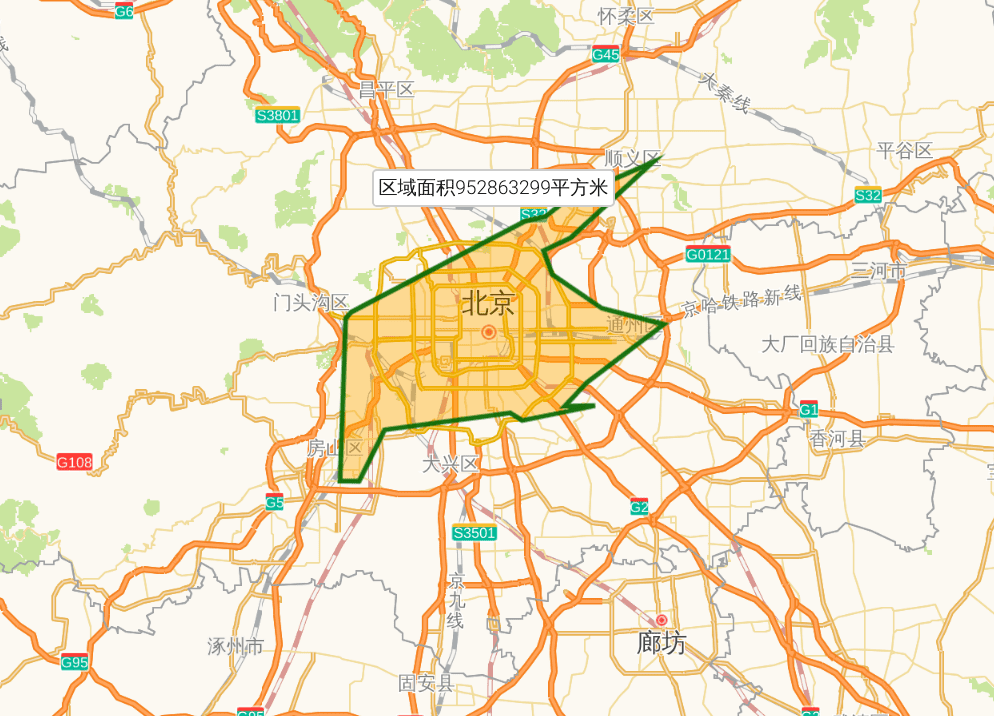 G6
怀柔区
G45
大秦线
昌平区
S3801
平谷区
顺义区
区域面积952863299平方米
S32
S32
G0121
三河市
门头沟区
北京
京哈铁路新线
通州区
大厂回族自治县
G1
香河县
房山区
大兴区
G108
G5
G2
S3501
京九线
廊坊
涿州市
G95
固安县